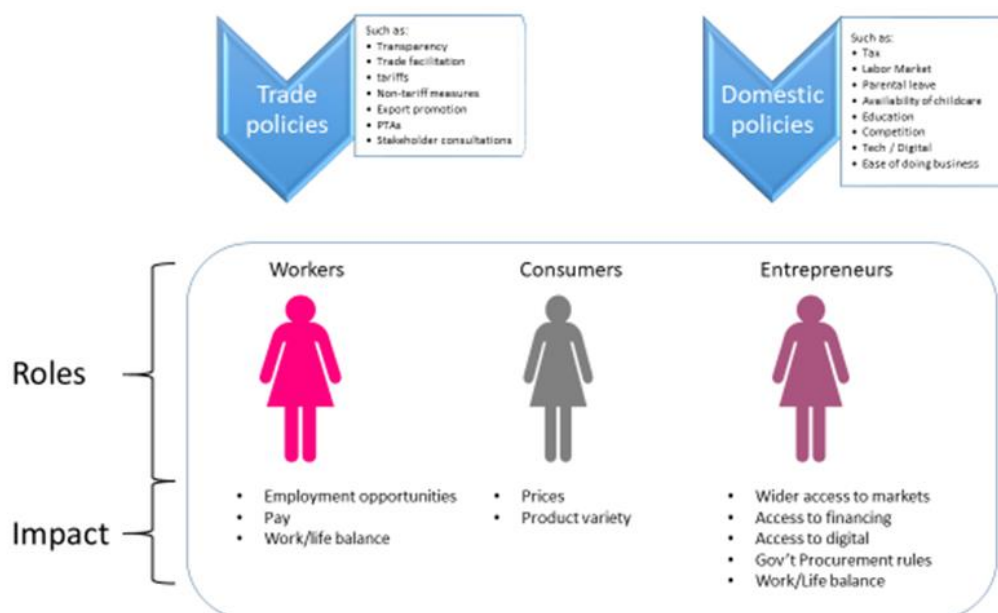 Trade
policies
Such as:
• Transparency
• Trade facilitation
• tariffs
• Non-tariff measures
• Export promotion
• PTAs
• Stakeholder consultations
Domestic
policies
Such as:
• Tax
• Labor Market
• Parental leave
• Availability of childcare
• Education
• Competition
• Tech / Digital
• Ease of doing business
Roles
Workers
Consumers
Entrepreneurs
Impact
• Employment opportunities
• Pay
• Work/life balance
• Prices
• Product variety
• Wider access to markets
• Access to financing
• Access to digital
• Gov't Procurement rules
• Work/Life balance